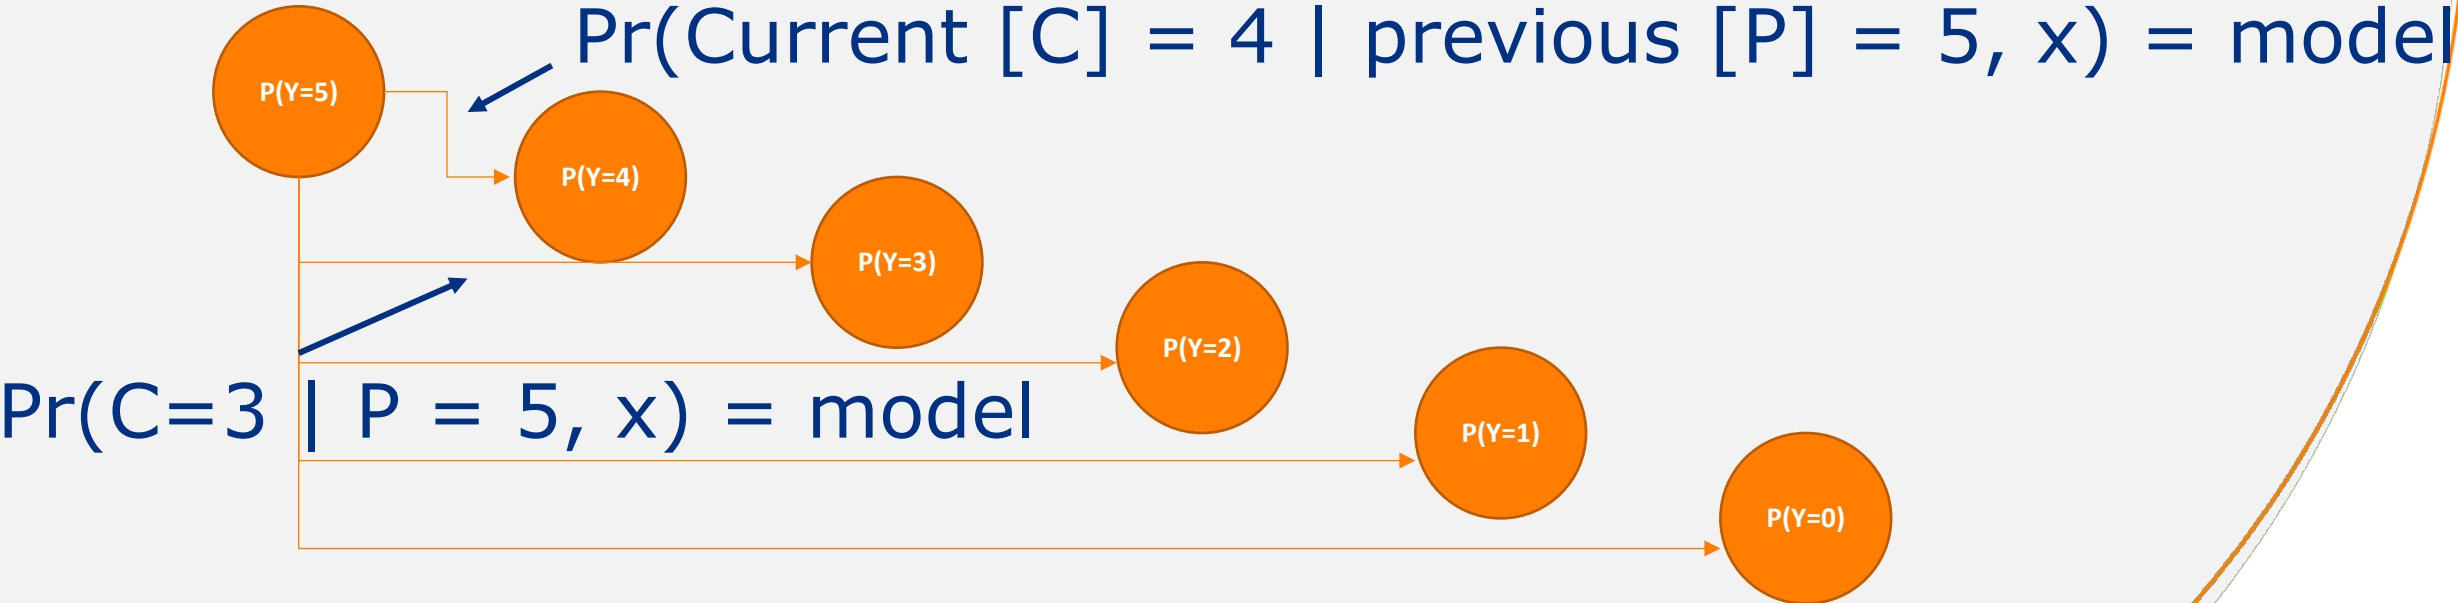 Pr(Current [C] = 4 | previous [P] = 5, x) = model
P(Y=5)
P(Y=4)
P(Y=3)
P(Y=2)
Pr(C=3 | P = 5, x) = model
P(Y=1)
P(Y=0)